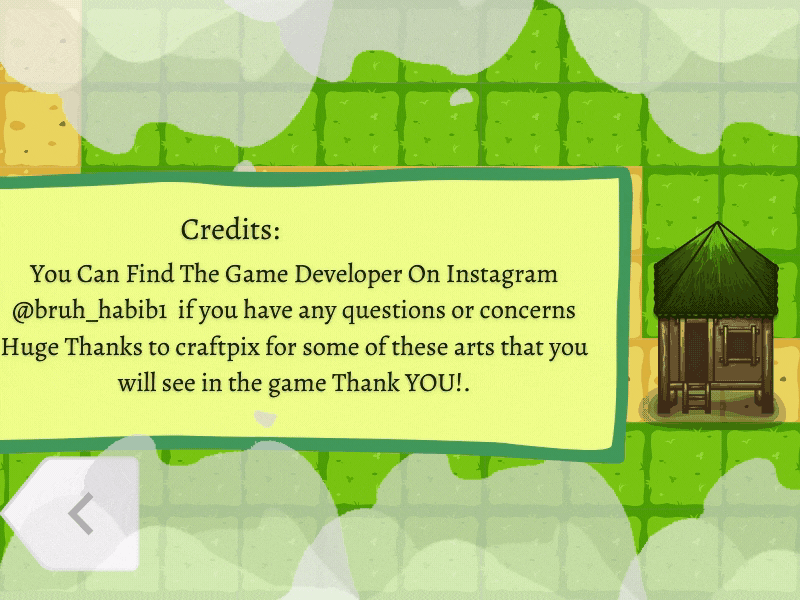 Credits:
You Can Find The Game Developer On Instagram
@bruh_habib1 if you have any questions or concerns
Huge Thanks to craftpix for some of these arts that you
will see in the game Thank YOU!.